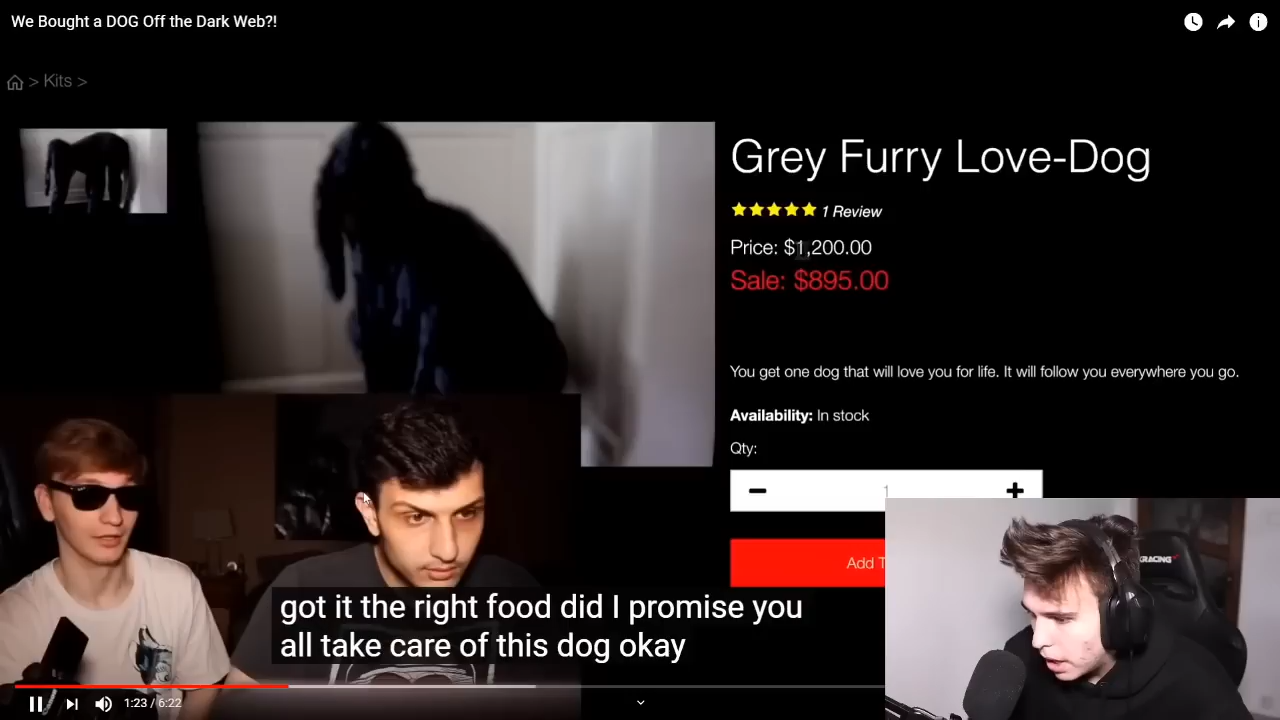 We Bought a DOG Off the Dark Web?!
> Kits >
Grey Furry Love-Dog
1 Review
Price: $1,200.00
Sale: $895.00
You get one dog that will love you for life. It will follow you everywhere you go.
Availability: In stock
Qty:
1
Add T
RACING
got it the right food did I promise you
all take care of this dog okay
1:23 / 6:22